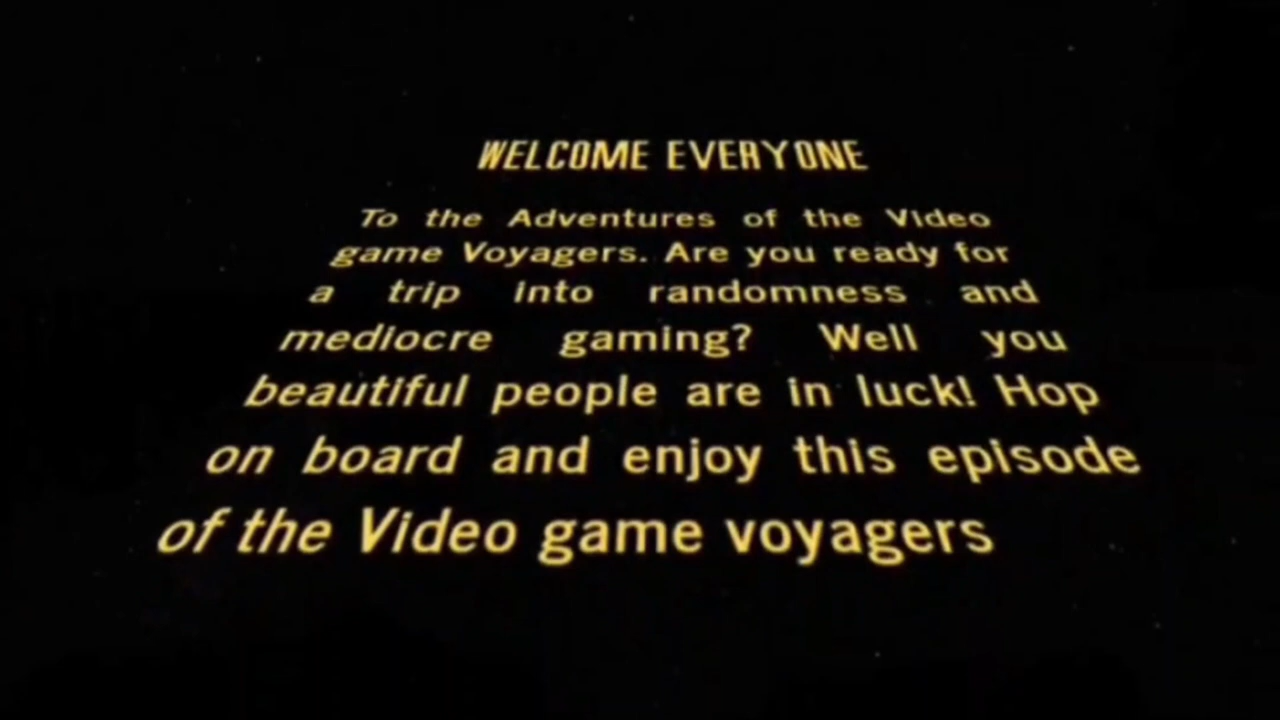 WELCOME EVERYONE
To the Adventures of the Video
game Voyagers. Are you ready for
a trip into randomness and
mediocre gaming? Well you
beautiful people are in luck! Hop
on board and enjoy this episode
of the Video game voyagers